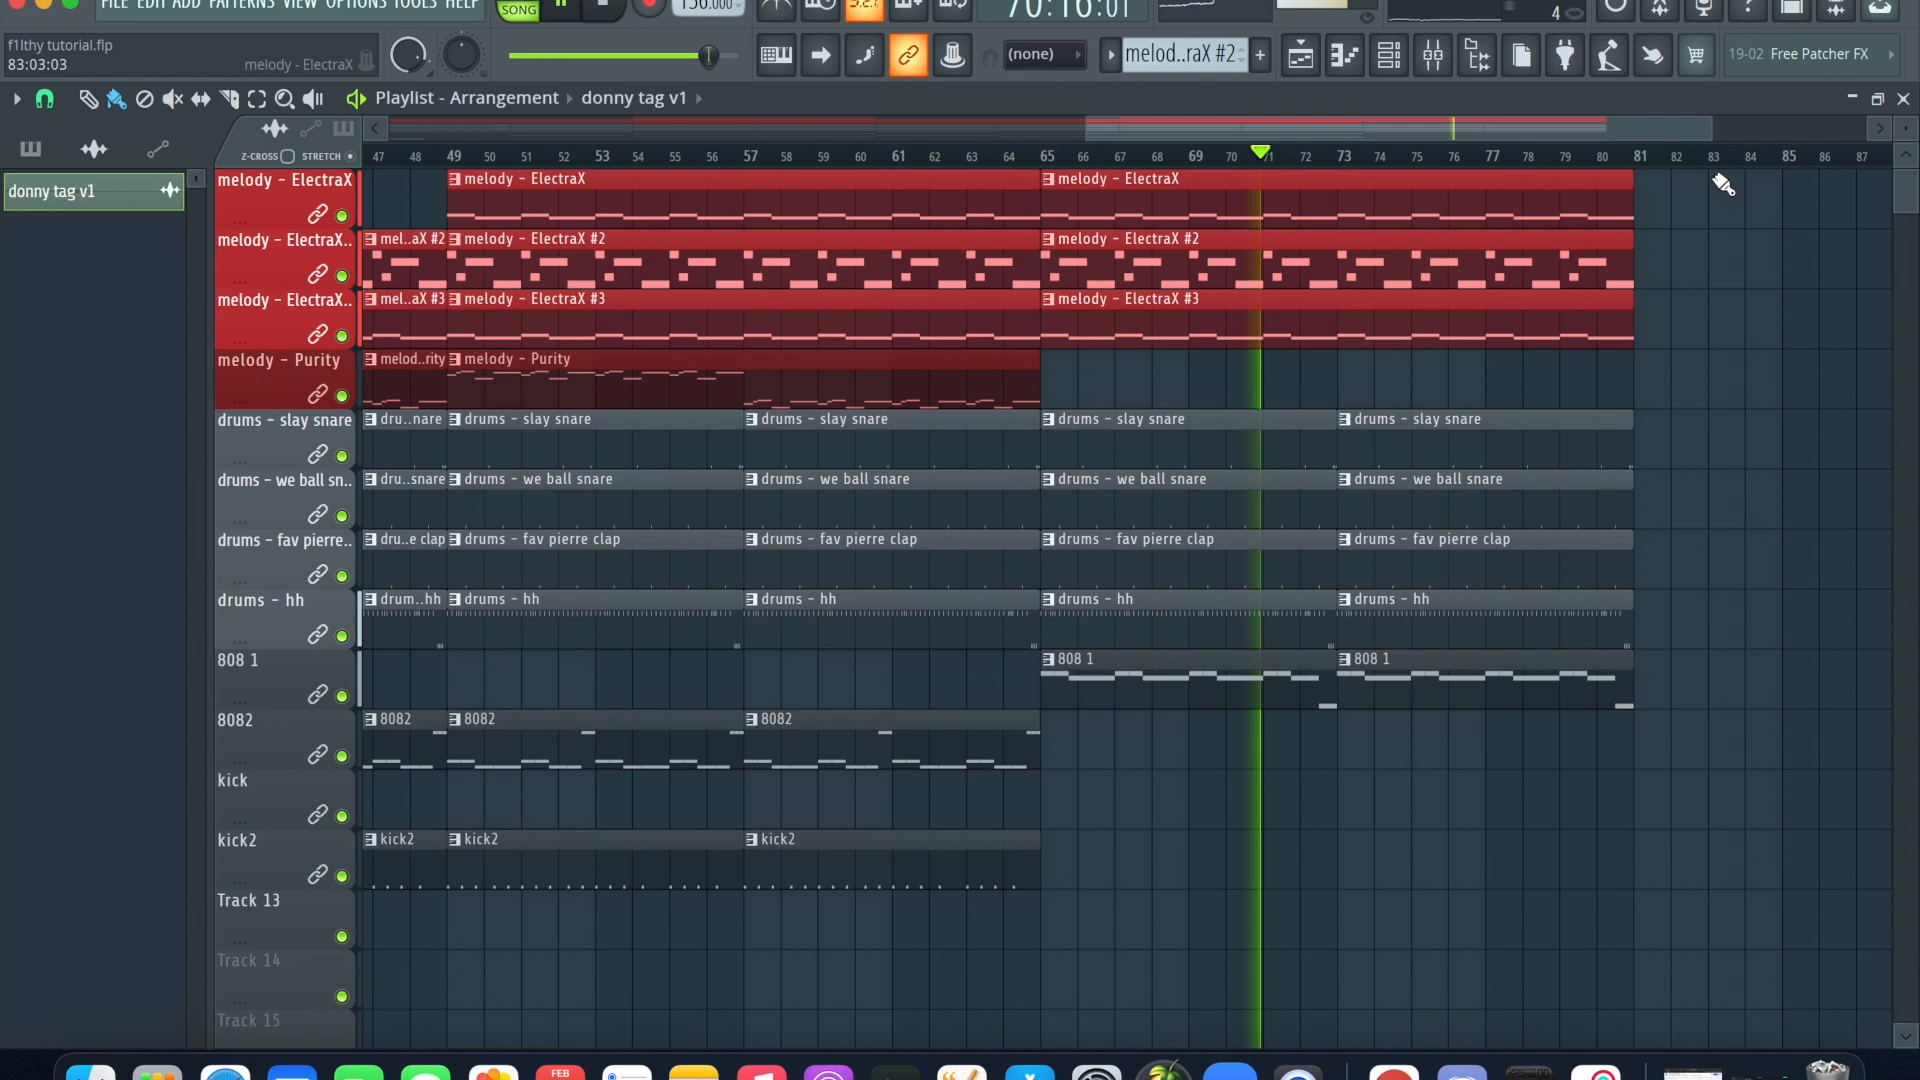 FILE EDIT ADD PATTERNS VIEW OPTIONS TOOLS HELP
SONG
156.000
3.2.1
70:16:01
4
f1lthy tutorial.flp
83:03:03
melody - ElectraX
(none)
melod..raX #2
+
19-02 Free Patcher FX
Playlist - Arrangement
donny tag v1
Z-CROSS
STRETCH
47 48 49 50 51 52 53 54 55 56 57 58 59 60 61 62 63 64 65 66 67 68 69 70 71 72 73 74 75 76 77 78 79 80 81 82 83 84 85 86 87
donny tag v1
melody - ElectraX
melody - ElectraX
melody - ElectraX
melody - ElectraX..
mel..aX #2
melody - ElectraX #2
melody - ElectraX #2
melody - ElectraX..
mel..aX #3
melody - ElectraX #3
melody - ElectraX #3
melody - Purity
melod..rity
melody - Purity
drums - slay snare
dru..nare
drums - slay snare
drums - slay snare
drums - slay snare
drums - slay snare
drums - we ball sn..
dru..snare
drums - we ball snare
drums - we ball snare
drums - we ball snare
drums - we ball snare
drums - fav pierre..
dru..e clap
drums - fav pierre clap
drums - fav pierre clap
drums - fav pierre clap
drums - fav pierre clap
drums - hh
drum..hh
drums - hh
drums - hh
drums - hh
drums - hh
808 1
808 1
808 1
8082
8082
8082
8082
kick
kick2
kick2
kick2
kick2
Track 13
Track 14
Track 15
FEB